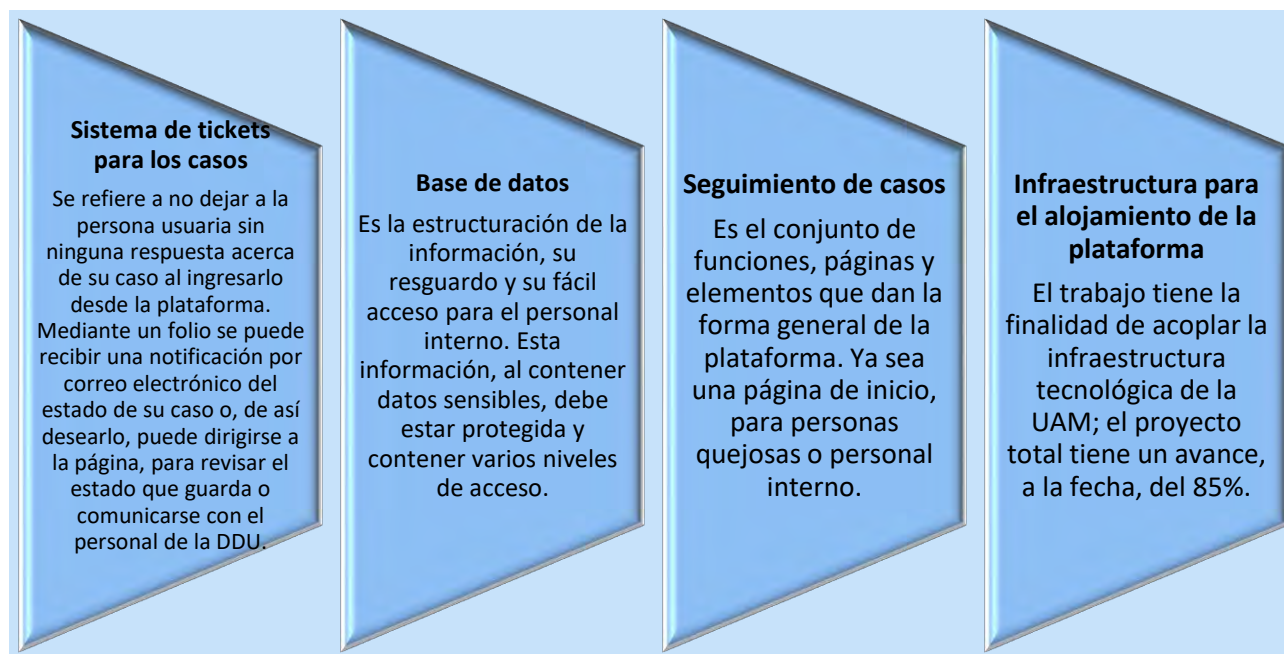 Sistema de tickets
para los casos
Se refiere a no dejar a la
persona usuaria sin
ninguna respuesta acerca
de su caso al ingresarlo
desde la plataforma.
Mediante un folio se puede
recibir una notificación por
correo electrónico del
estado de su caso o, de así
desearlo, puede dirigirse a
la página, para revisar el
estado que guarda o
comunicarse con el
personal de la DDU.
Base de datos
Es la estructuración de la
información, su
resguardo y su fácil
acceso para el personal
interno. Esta
información, al contener
datos sensibles, debe
estar protegida y
contener varios niveles
de acceso.
Seguimiento de casos
Es el conjunto de
funciones, páginas y
elementos que dan la
forma general de la
plataforma. Ya sea
una página de inicio,
para personas
quejosas o personal
interno.
Infraestructura para
el alojamiento de la
plataforma
El trabajo tiene la
finalidad de acoplar la
infraestructura
tecnológica de la
UAM; el proyecto
total tiene un avance,
a la fecha, del 85%.